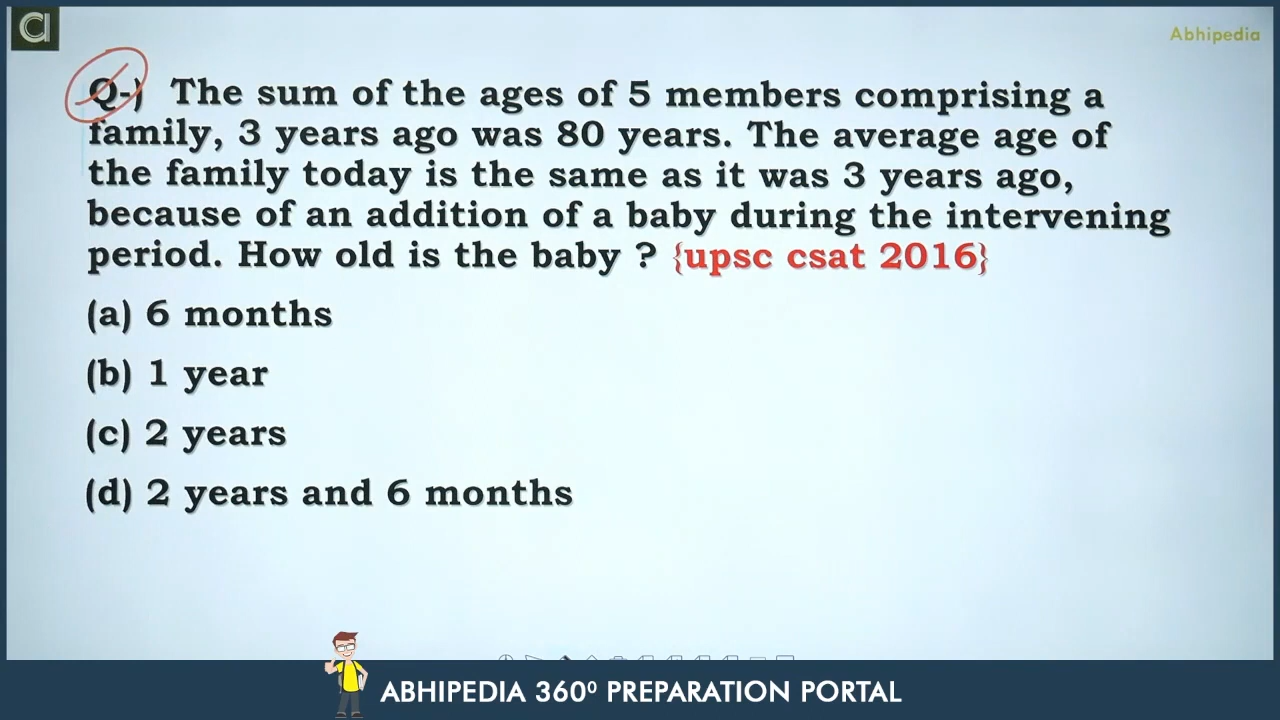 a
Abhipedia
Q-) The sum of the ages of 5 members comprising a
family, 3 years ago was 80 years. The average age of
the family today is the same as it was 3 years ago,
because of an addition of a baby during the intervening
period. How old is the baby ? {upsc csat 2016}
(a) 6 months
(b) 1 year
(c) 2 years
(d) 2 years and 6 months
ABHIPEDIA 360⁰ PREPARATION PORTAL